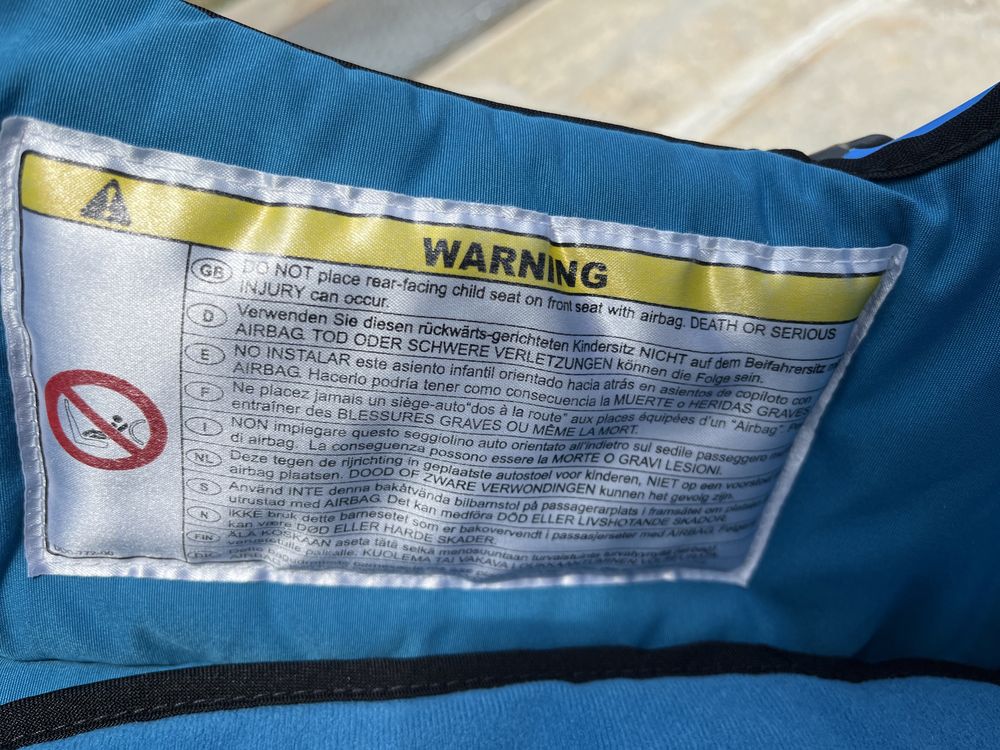 WARNING
GB DO NOT place rear-facing child seat on front seat with airbag. DEATH OR SERIOUS
INJURY can occur.
D Verwenden Sie diesen rückwärts-gerichteten Kindersitz NICHT auf dem Beifahrersitz
AIRBAG. TOD ODER SCHWERE VERLETZUNGEN können die Folge sein.
E NO INSTALAR este asiento infantil orientado hacia atrás en asientos de copiloto con
AIRBAG. Hacerlo podría tener como consecuencia la MUERTE o HERIDAS GRAVES
F Ne placez jamais un siège-auto"dos à la route" aux places équipées d'un "Airbag".
entraîner des BLESSURES GRAVES OU MÊME LA MORT.
I NON impiegare questo seggiolino auto orientato all'indietro sul sedile passeggero
di airbag. La conseguenza possono essere la MORTE O GRAVI LESIONI.
NL Deze tegen de rijrichting in geplaatste autostoel voor kinderen, NIET op een voorstoel
airbag plaatsen. DOOD OF ZWARE VERWONDINGEN kunnen het gevolg zijn.
S Använd INTE denna bakåtvända bilbarnstol på passagerarplats i framsätet om platsen
utrustad med AIRBAG. Det kan medföra DÖD ELLER LIVSHOTANDE SKADOR.
N IKKE bruk dette barnesetet som er bakovervendt i passasjerseter med AIRBAG.
kan være DØD ELLER HARDE SKADER.
FIN ÄLÄ KOSKAAN aseta tätä selkä menosuuntaan
KUOLEMA TAI VAKAVA